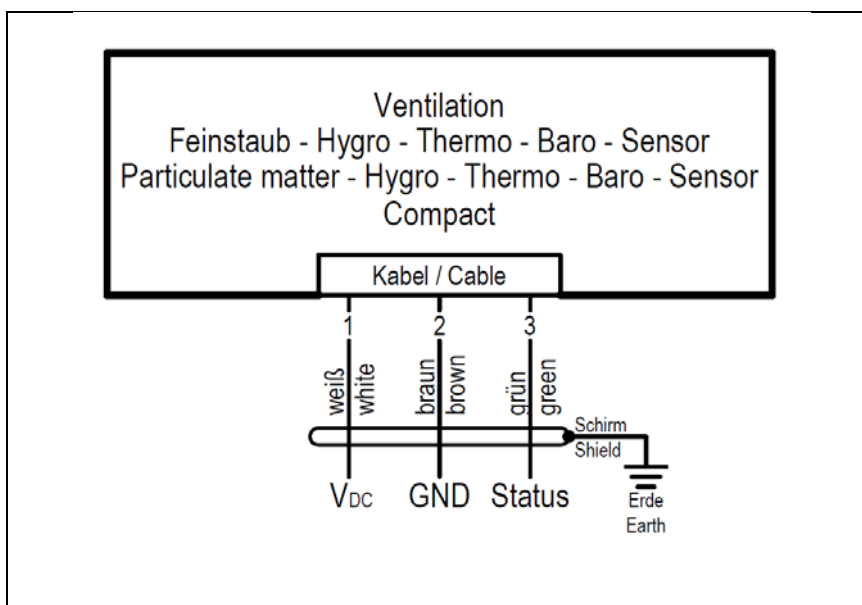 Ventilation
Feinstaub - Hygro - Thermo - Baro - Sensor
Particulate matter - Hygro - Thermo - Baro - Sensor
Compact
Kabel / Cable
1 2 3
weiß white braun brown grün green
Schirm
Shield
VDC GND Status
Erde
Earth